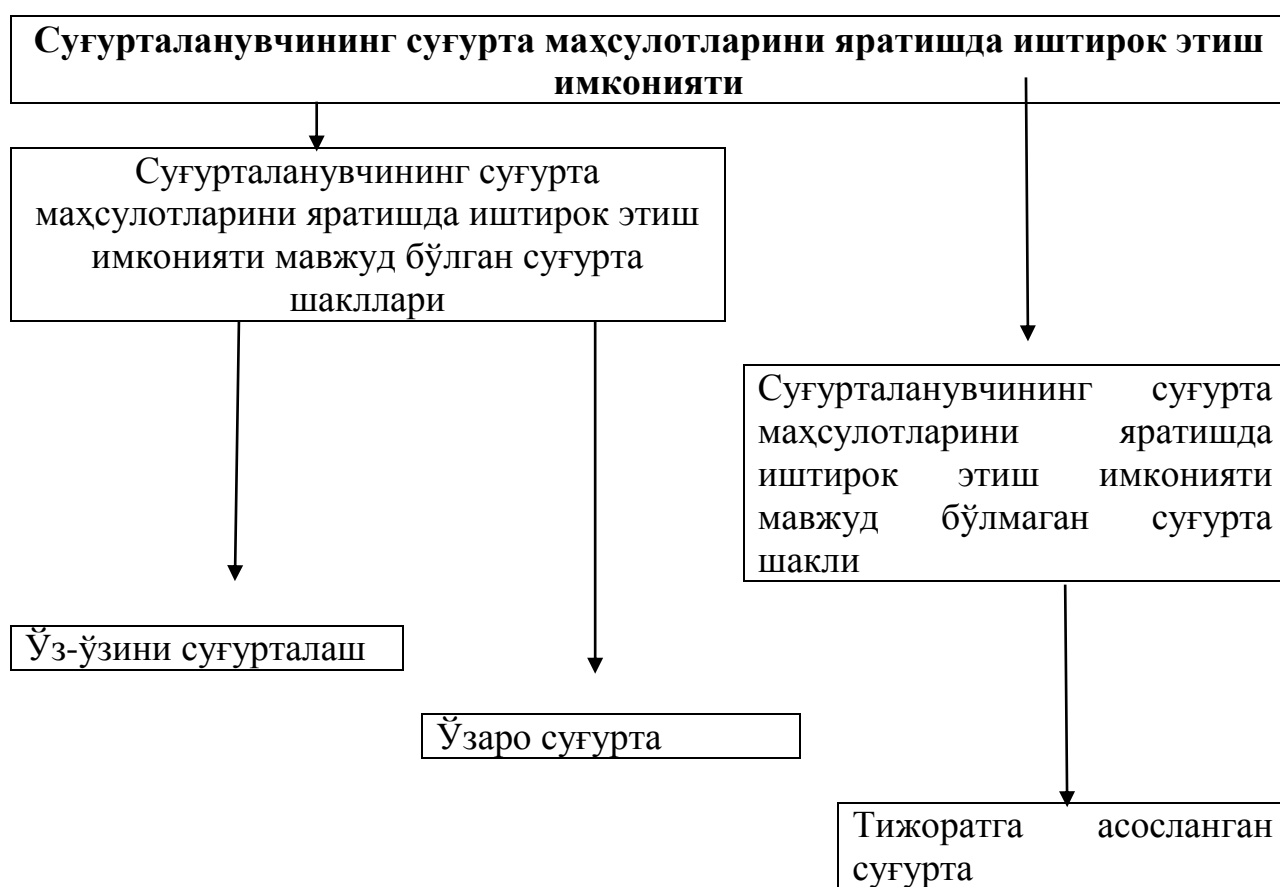 Суғурталанувчининг суғурта маҳсулотларини яратишда иштирок этиш
имконияти
Суғурталанувчининг суғурта
маҳсулотларини яратишда иштирок этиш
имконияти мавжуд бўлган суғурта
шакллари
Суғурталанувчининг суғурта
маҳсулотларини яратишда
иштирок этиш имконияти
мавжуд бўлмаган суғурта
шакли
Ўз-ўзини суғурталаш
Ўзаро суғурта
Тижоратга асосланган
суғурта